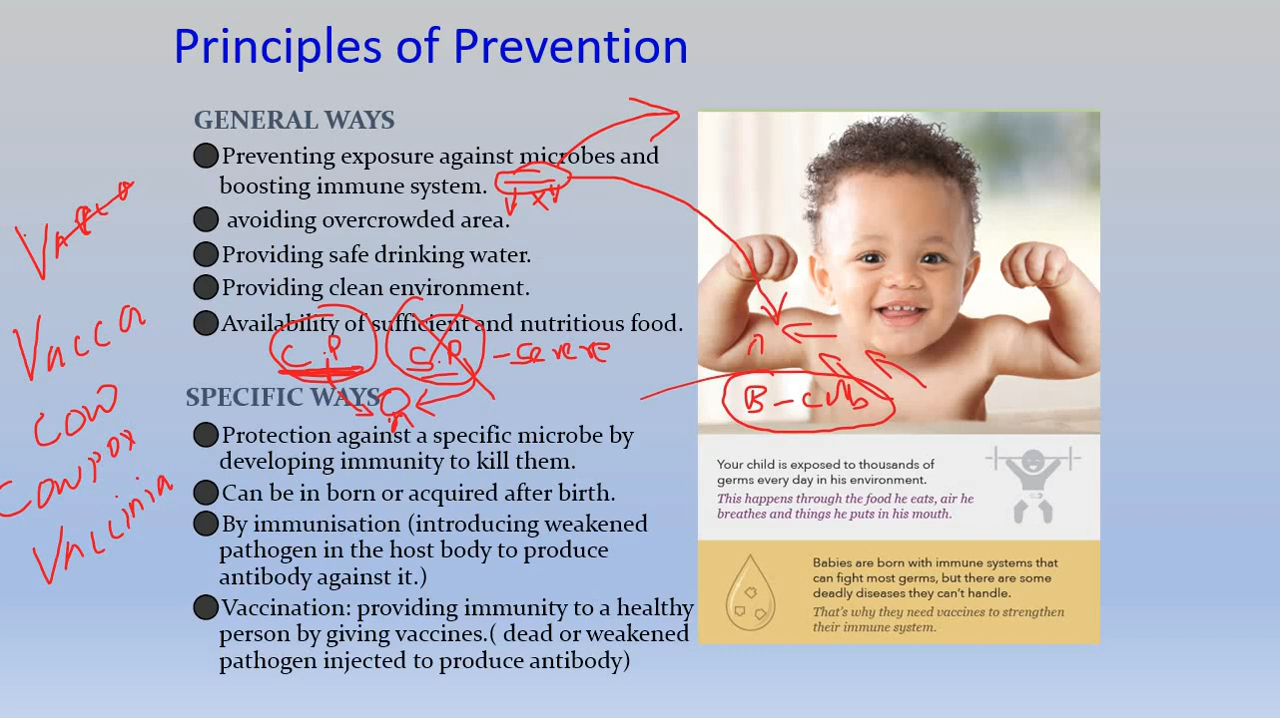 Principles of Prevention
GENERAL WAYS
Preventing exposure against microbes and
boosting immune system.
avoiding overcrowded area.
Providing safe drinking water.
Providing clean environment.
Availability of sufficient and nutritious food.
C.P
S.P - severe
SPECIFIC WAYS
Protection against a specific microbe by
developing immunity to kill them.
Can be in born or acquired after birth.
By immunisation (introducing weakened
pathogen in the host body to produce
antibody against it.)
Vaccination: providing immunity to a healthy
person by giving vaccines.( dead or weakened
pathogen injected to produce antibody)
Vacca
Cow
Cowpox
Vaccinia
Your child is exposed to thousands of
germs every day in his environment.
This happens through the food he eats, air he
breathes and things he puts in his mouth.
Babies are born with immune systems that
can fight most germs, but there are some
deadly diseases they can't handle.
That's why they need vaccines to strengthen
their immune system.